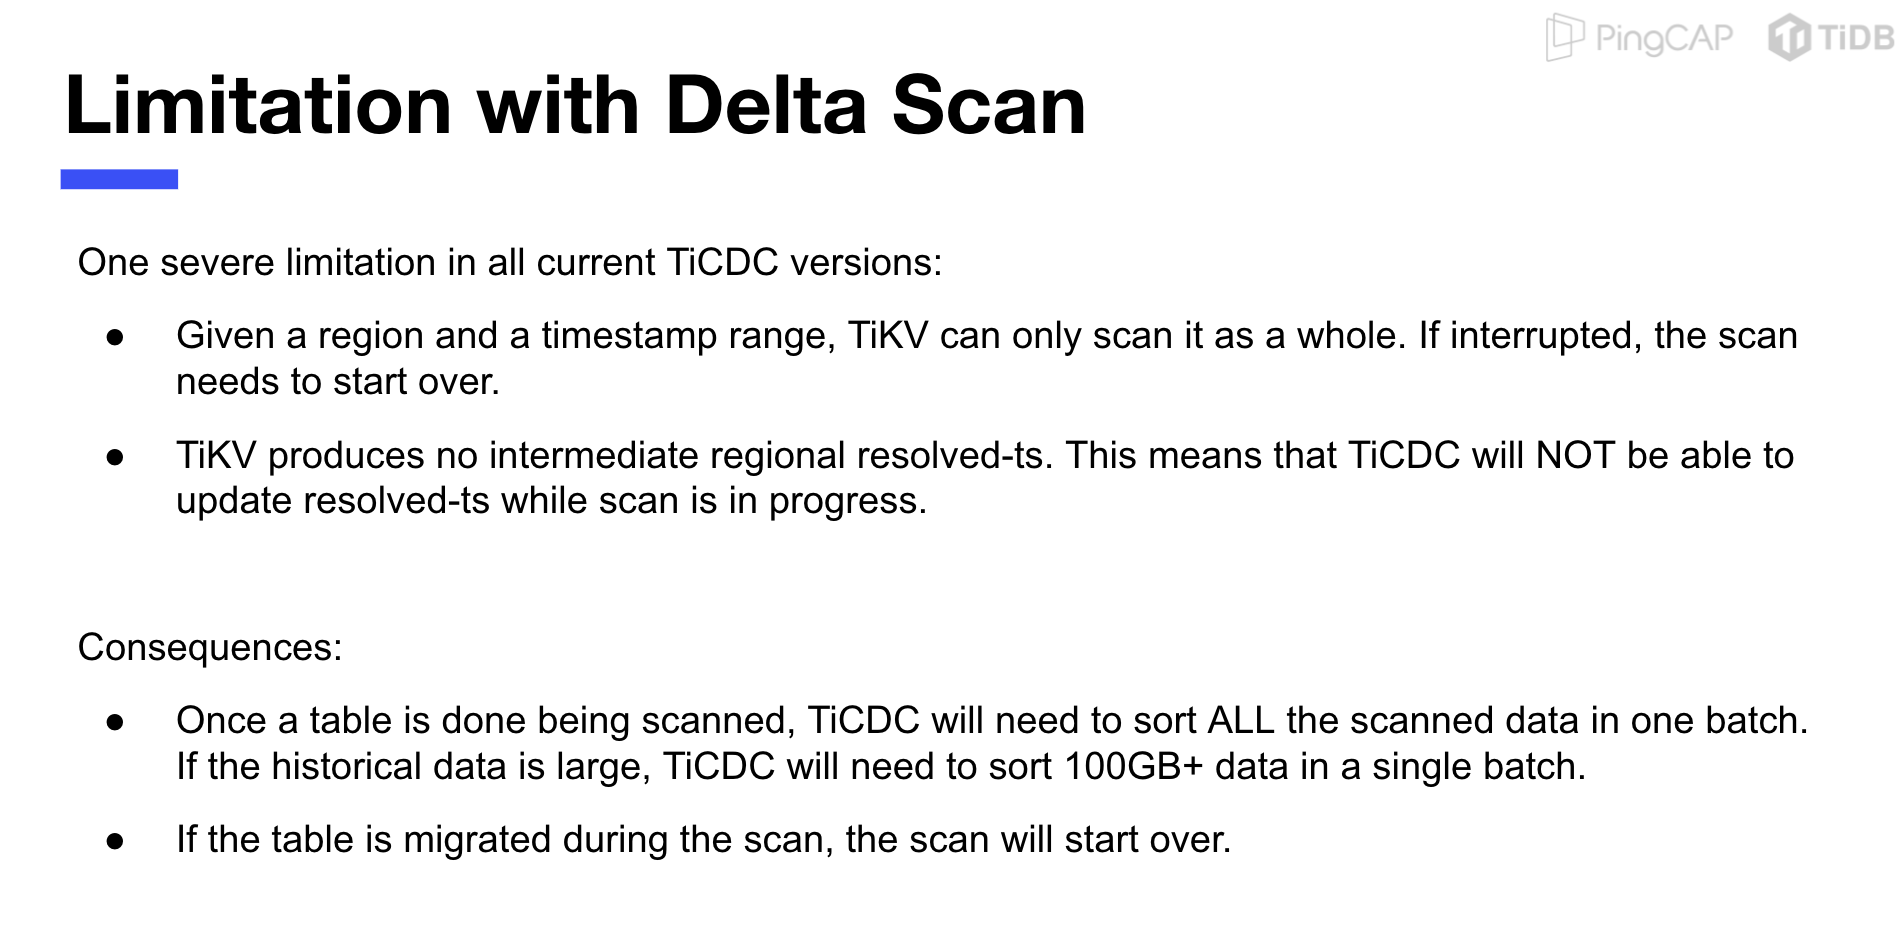 PingCAP TiDB
Limitation with Delta Scan
One severe limitation in all current TiCDC versions:
● Given a region and a timestamp range, TiKV can only scan it as a whole. If interrupted, the scan
needs to start over.
● TiKV produces no intermediate regional resolved-ts. This means that TiCDC will NOT be able to
update resolved-ts while scan is in progress.
Consequences:
● Once a table is done being scanned, TiCDC will need to sort ALL the scanned data in one batch.
If the historical data is large, TiCDC will need to sort 100GB+ data in a single batch.
● If the table is migrated during the scan, the scan will start over.